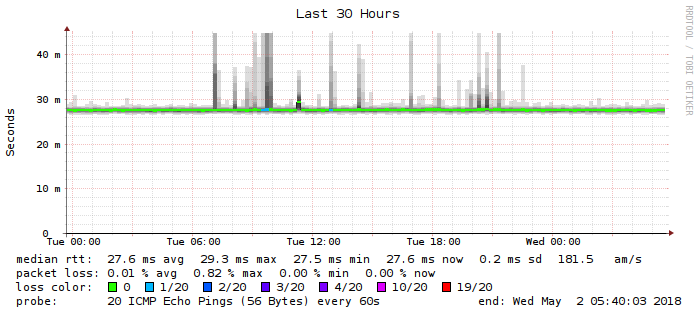 Last 30 Hours
RRDTOOL / TOBI OETIKER
Seconds
40 m
30 m
20 m
10 m
0
Tue 00:00 Tue 06:00 Tue 12:00 Tue 18:00 Wed 00:00
median rtt: 27.6 ms avg 29.3 ms max 27.5 ms min 27.6 ms now 0.2 ms sd 181.5 am/s
packet loss: 0.01 % avg 0.82 % max 0.00 % min 0.00 % now
loss color: 0 1/20 2/20 3/20 4/20 10/20 19/20
probe: 20 ICMP Echo Pings (56 Bytes) every 60s end: Wed May 2 05:40:03 2018